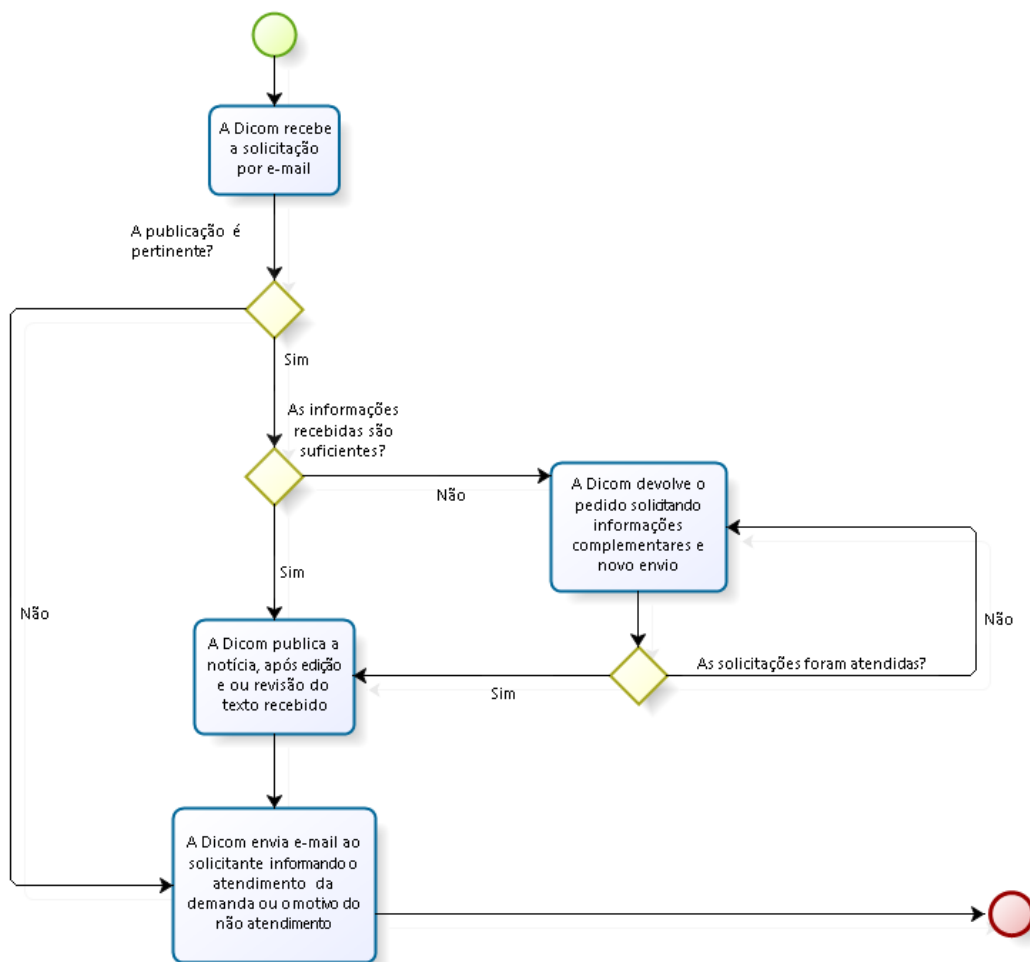 A Dicom recebe
a solicitação
por e-mail
A publicação é
pertinente?
Sim
As informações
recebidas são
suficientes?
Não
A Dicom devolve o
pedido solicitando
informações
complementares e
novo envio
Sim
Não
Não
A Dicom publica a
notícia, após edição
e ou revisão do
texto recebido
As solicitações foram atendidas?
Sim
A Dicom envia e-mail ao
solicitante informando o
atendimento da
demanda ou o motivo do
não atendimento